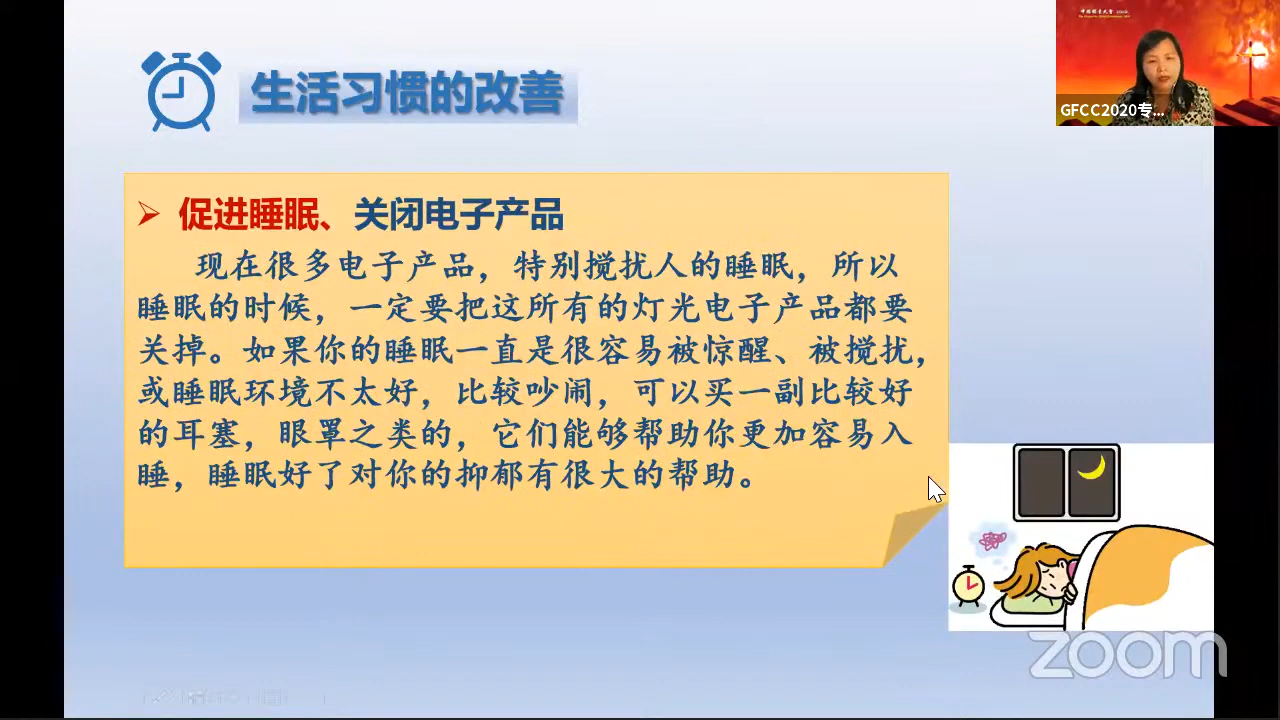 生活习惯的改善
GFCC2020专...
促进睡眠、关闭电子产品
现在很多电子产品，特别搅扰人的睡眠，所以
睡眠的时候，一定要把这所有的灯光电子产品都要
关掉。如果你的睡眠一直是很容易被惊醒、被搅扰，
或睡眠环境不太好，比较吵闹，可以买一副比较好
的耳塞，眼罩之类的，它们能够帮助你更加容易入
睡，睡眠好了对你的抑郁有很大的帮助。
zoom